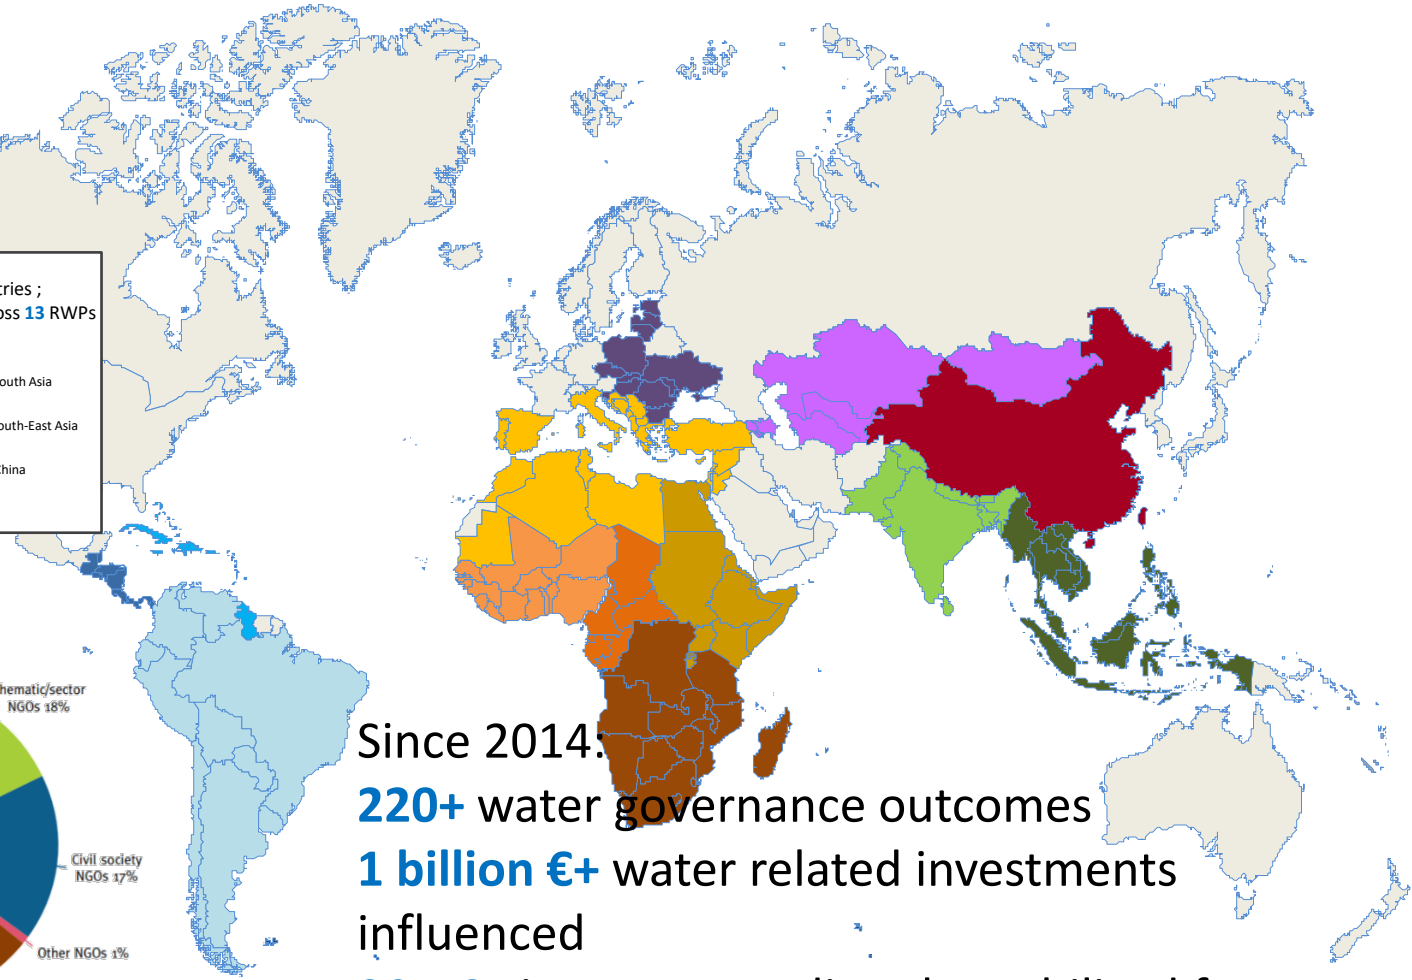 tries ;
oss 13 RWPs
outh Asia
outh-East Asia
China
hematic/sector
NGOs 18%
Civil society
NGOs 17%
Other NGOs 1%
Since 2014:
220+ water governance outcomes
1 billion €+ water related investments
influenced